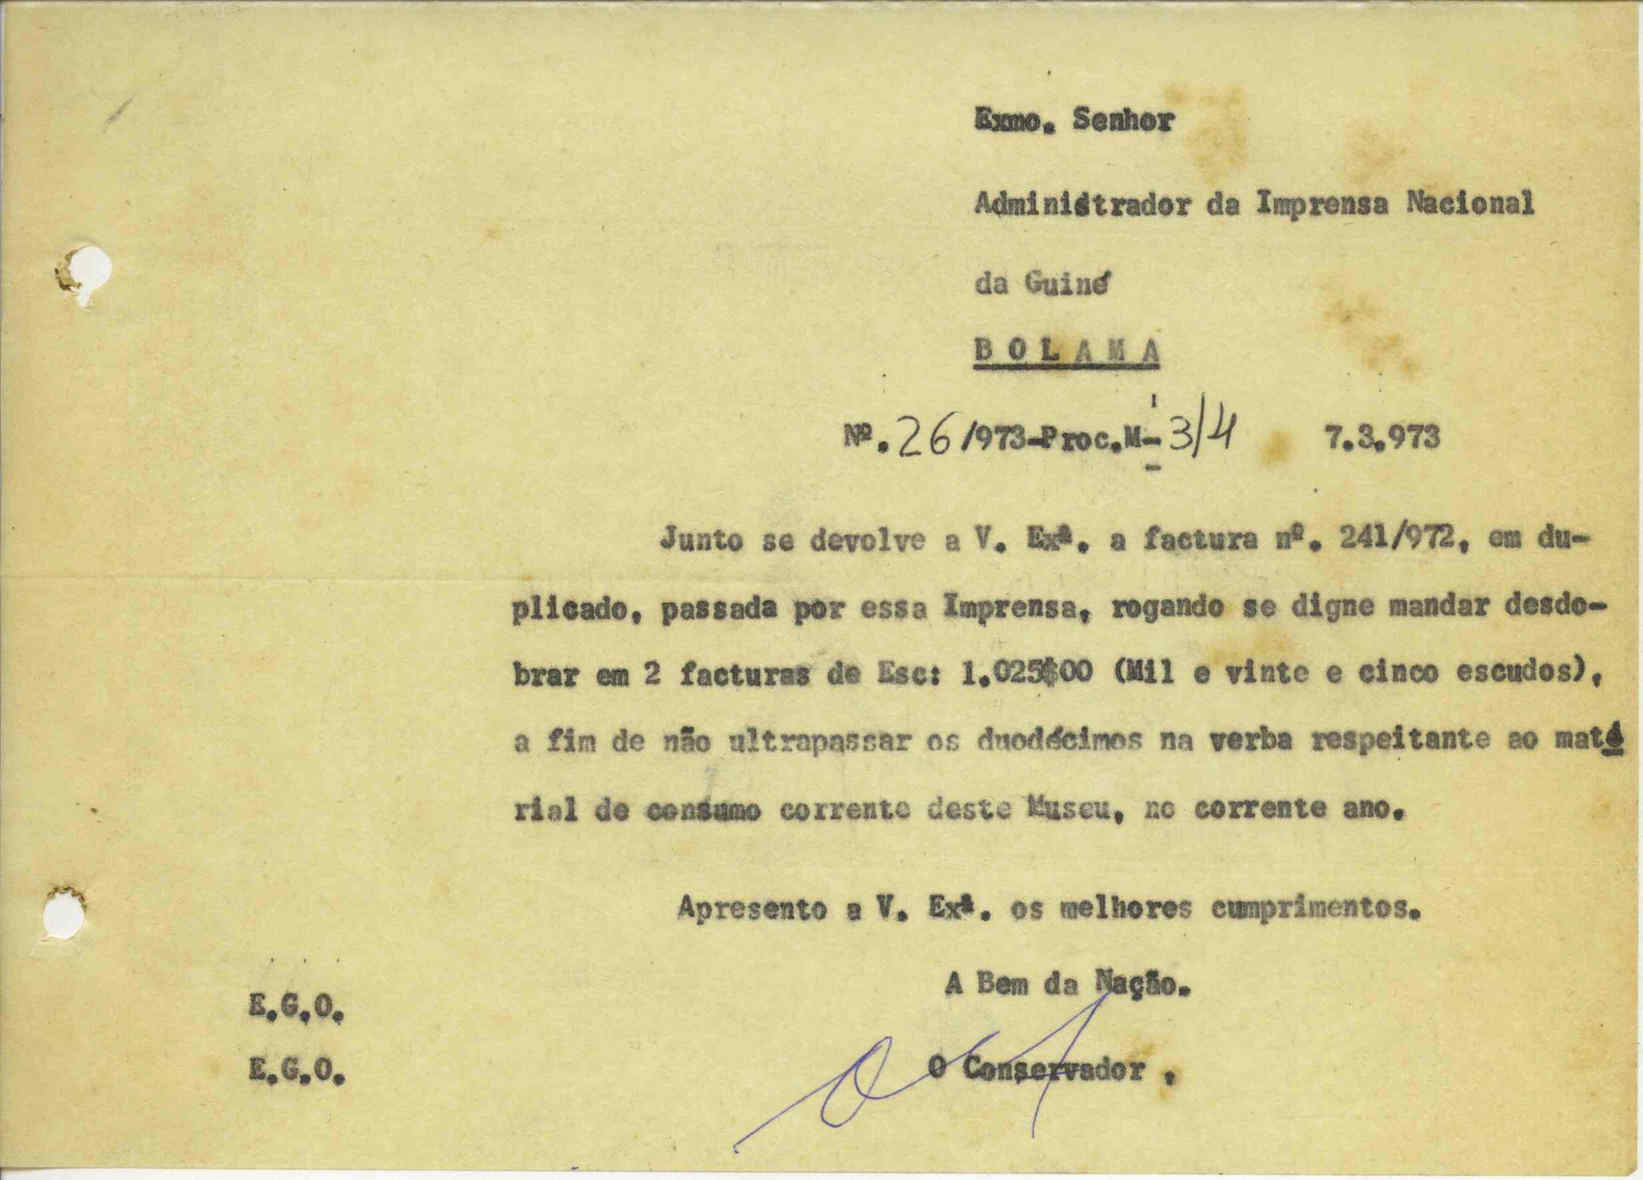 Exmo. Senhor
Administrador da Imprensa Nacional
da Guiné
B O L A M A
Nº. 26/973-Proc.M-3/4 7.3.973
Junto se devolve a V. Exª. a factura nº. 241/972, em du-
plicado, passada por essa Imprensa, rogando se digne mandar desdo-
brar em 2 facturas de Esc: 1.025$00 (Mil e vinte e cinco escudos),
a fim de não ultrapassar os duodécimos na verba respeitante ao maté
rial de consumo corrente deste Museu, no corrente ano.
Apresento a V. Exª. os melhores cumprimentos.
A Bem da Nação.
E.G.O.
E.G.O.
O Conservador ,